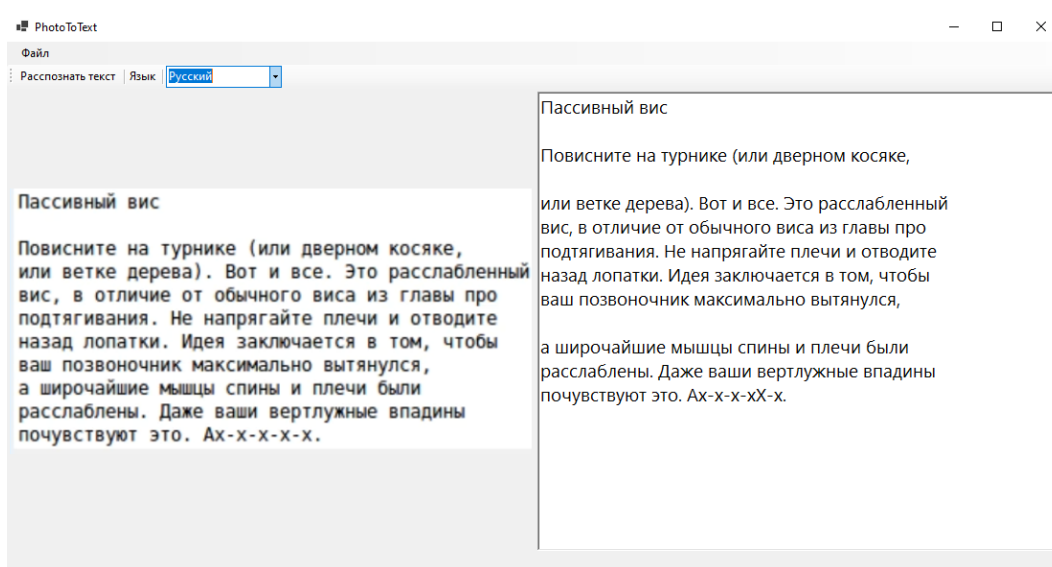 PhotoToText
Файл
Расспознать текст Язык Русский
Пассивный вис
Повисните на турнике (или дверном косяке,
или ветке дерева). Вот и все. Это расслабленный
вис, в отличие от обычного виса из главы про
подтягивания. Не напрягайте плечи и отводите
назад лопатки. Идея заключается в том, чтобы
ваш позвоночник максимально вытянулся,
а широчайшие мышцы спины и плечи были
расслаблены. Даже ваши вертлужные впадины
почувствуют это. Ах-х-х-х-х.
Пассивный вис
Повисните на турнике (или дверном косяке,
или ветке дерева). Вот и все. Это расслабленный
вис, в отличие от обычного виса из главы про
подтягивания. Не напрягайте плечи и отводите
назад лопатки. Идея заключается в том, чтобы
ваш позвоночник максимально вытянулся,
а широчайшие мышцы спины и плечи были
расслаблены. Даже ваши вертлужные впадины
почувствуют это. Ах-х-х-хХ-х.